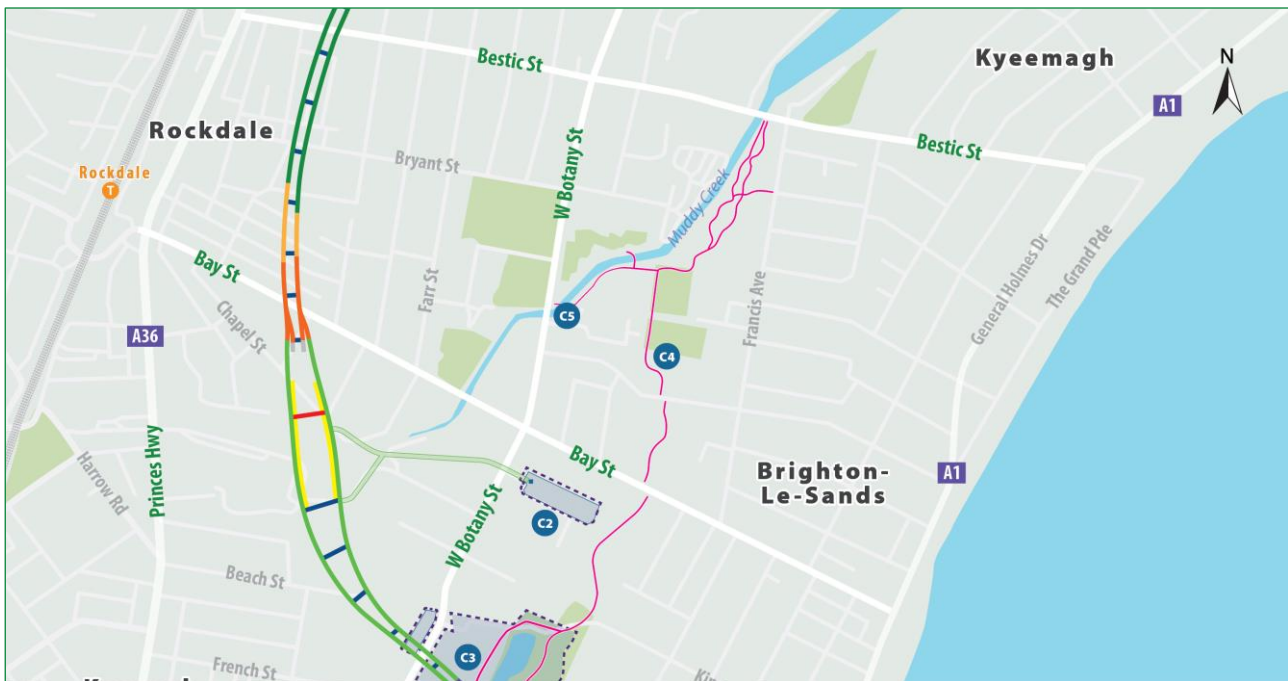 Bestic St
Kyeemagh
N
A1
Rockdale
Bestic St
Rockdale
T
Bryant St
W Botany St
Muddy Creek
Bay St
Farr St
Chapel St
A36
C5
C4
Francis Ave
General Holmes Dr
The Grand Pde
Harrow Rd
Princes Hwy
Bay St
Brighton-
Le-Sands
A1
C2
W Botany St
Beach St
C3
French St